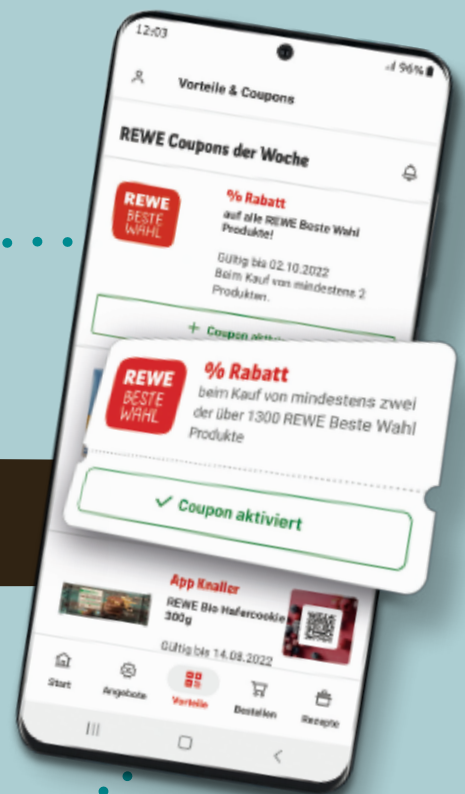 12:03
96%
Vorteile & Coupons
REWE Coupons der Woche
REWE
BESTE
WAHL
% Rabatt
auf alle REWE Beste Wahl
Produkte!
Gültig bis 02.10.2022
Beim Kauf von mindestens 2
Produkten.
+ Coupon
REWE
BESTE
WAHL
% Rabatt
beim Kauf von mindestens zwei
der über 1300 REWE Beste Wahl
Produkte
Coupon aktiviert
App Knaller
REWE Bio Hafercookie
300g
Gültig bis 14.08.2022
Start
Angebote
Vorteile
Bestellen
Rezepte